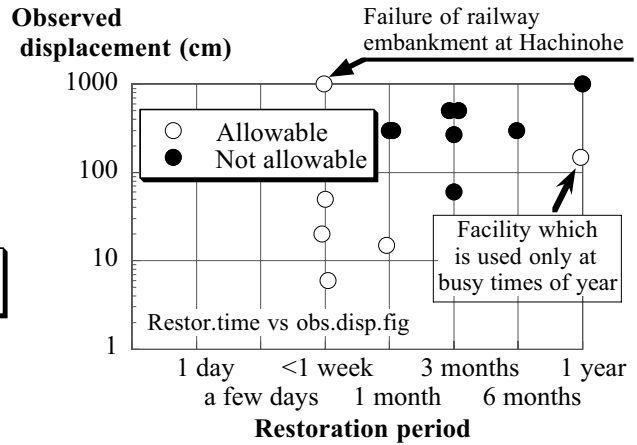 Observed
displacement (cm)
Failure of railway
embankment at Hachinohe
1000
100
10
1
Allowable
Not allowable
Facility which
is used only at
busy times of year
Restor.time vs obs.disp.fig
1 day
<1 week
3 months
1 year
a few days
1 month
6 months
Restoration period